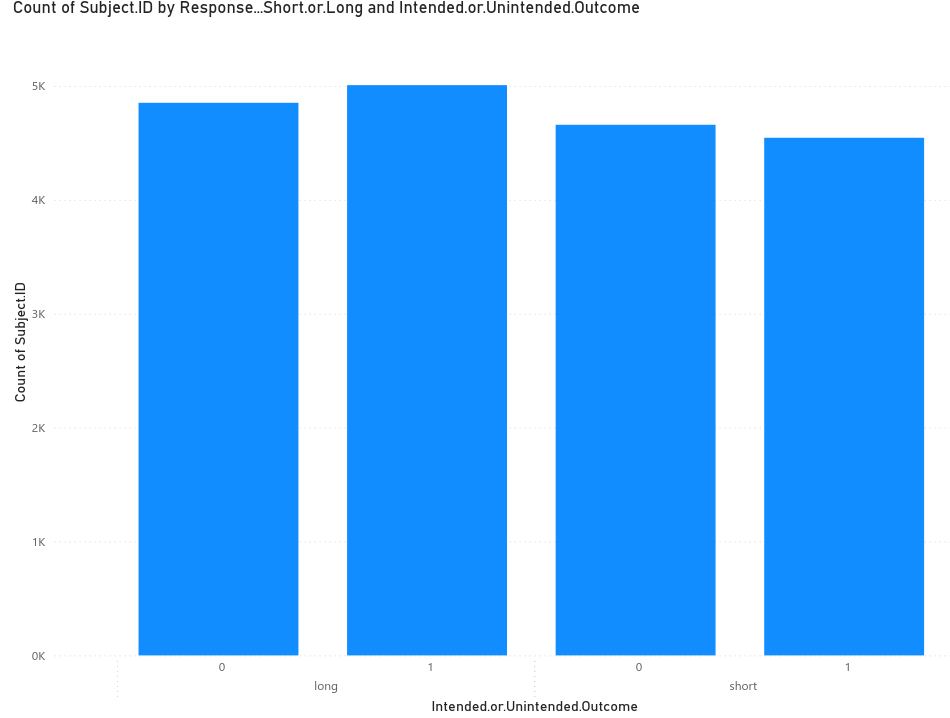 Count of Subject.ID by Response...Short.or.Long and Intended.or.Unintended.Outcome
Count of Subject.ID
5K
4K
3K
2K
1K
0K
0 1 0 1
long short
Intended.or.Unintended.Outcome